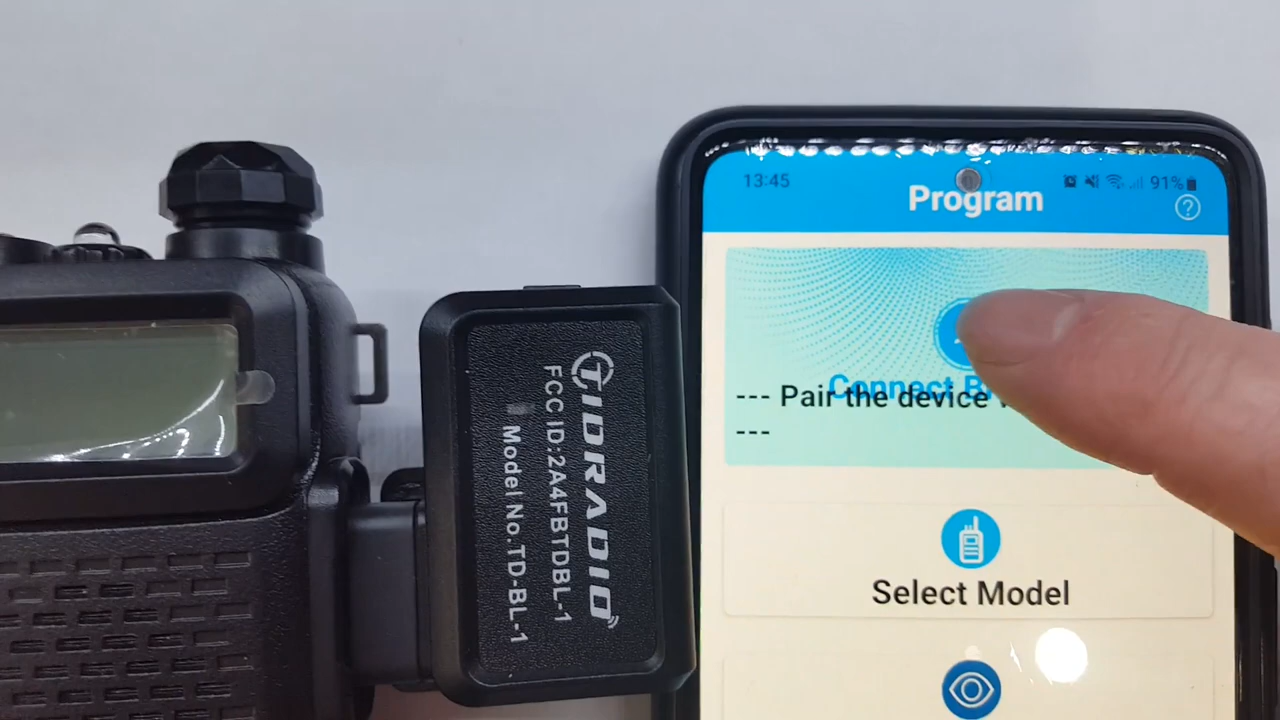 TIDRADIO
FCC ID:2A4FBTDBL-1
Model No.TD-BL-1
13:45
91%
Program
?
Connect
--- Pair the device
---
Select Model